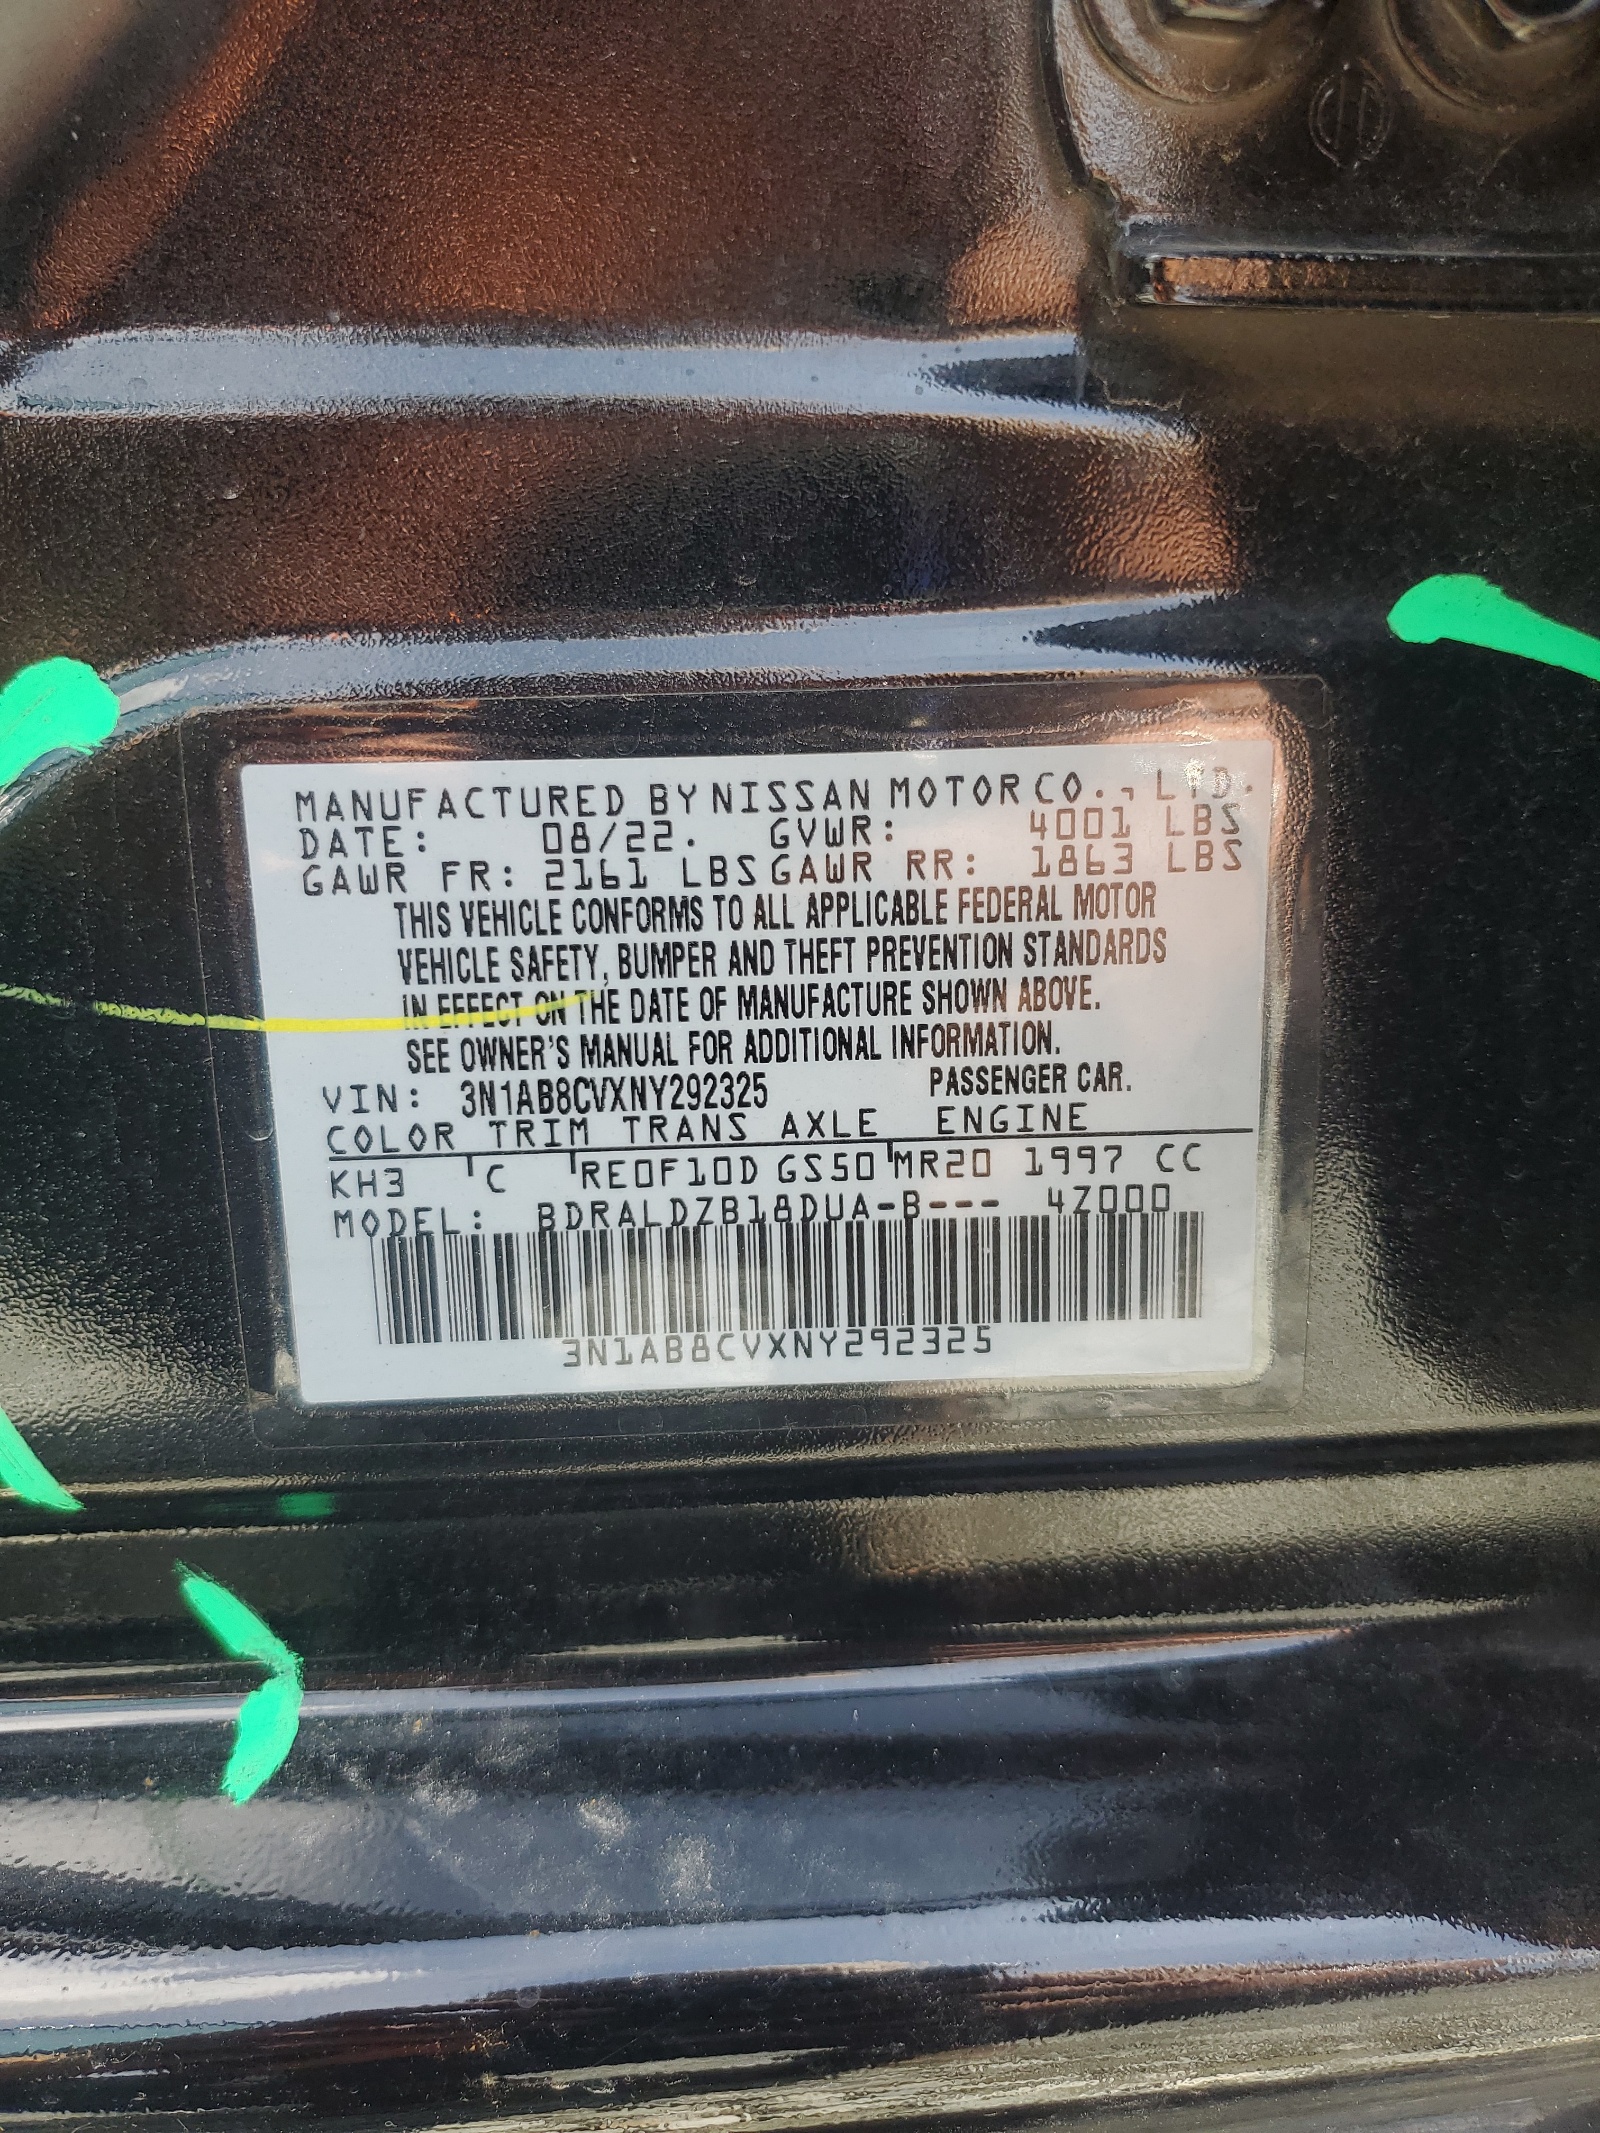 MANUFACTURED BY NISSAN MOTOR CO., LTD.
DATE: 08/22. GVWR: 4001 LBS
GAWR FR: 2161 LBS GAWR RR: 1863 LBS
THIS VEHICLE CONFORMS TO ALL APPLICABLE FEDERAL MOTOR
VEHICLE SAFETY, BUMPER AND THEFT PREVENTION STANDARDS
IN EFFECT ON THE DATE OF MANUFACTURE SHOWN ABOVE.
SEE OWNER'S MANUAL FOR ADDITIONAL INFORMATION.
VIN: 3N1AB8CVXNY292325 PASSENGER CAR.
COLOR TRIM TRANS AXLE ENGINE
KH3 C RE0F10D GS50 MR20 1997 CC
MODEL: BDRALDZB18DUA-B--- 4Z000
3N1AB8CVXNY292325